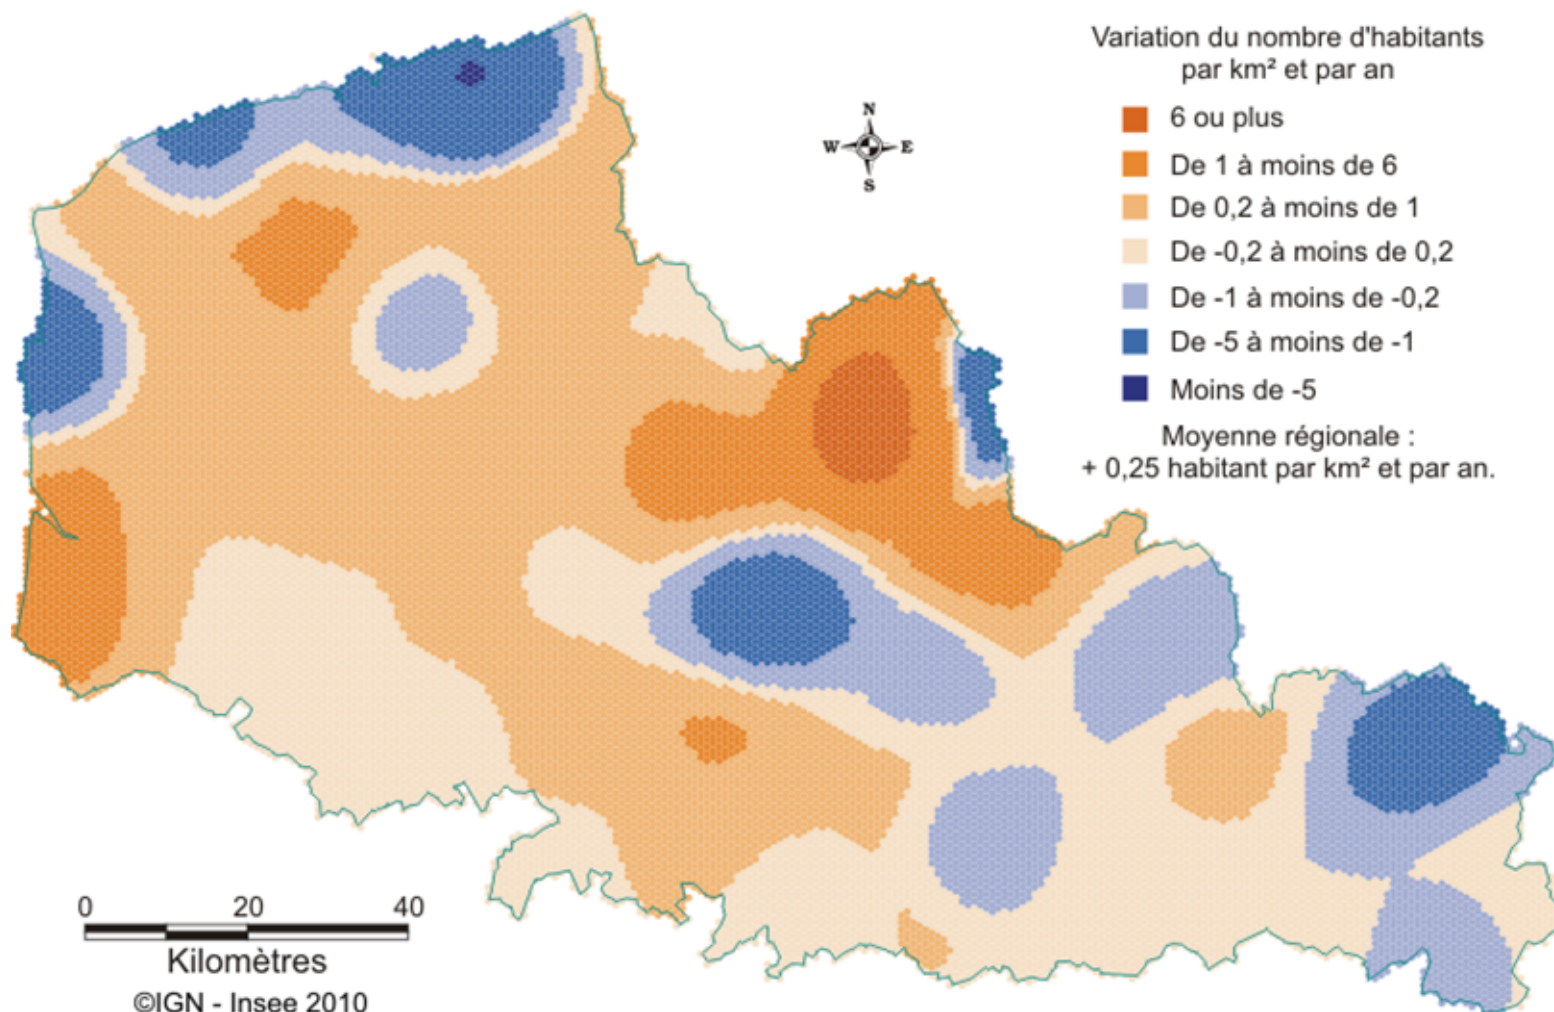 Variation du nombre d'habitants
par km² et par an
N
W E
S
6 ou plus
De 1 à moins de 6
De 0,2 à moins de 1
De -0,2 à moins de 0,2
De -1 à moins de -0,2
De -5 à moins de -1
Moins de -5
Moyenne régionale :
+ 0,25 habitant par km² et par an.
0 20 40
Kilomètres
©IGN - Insee 2010